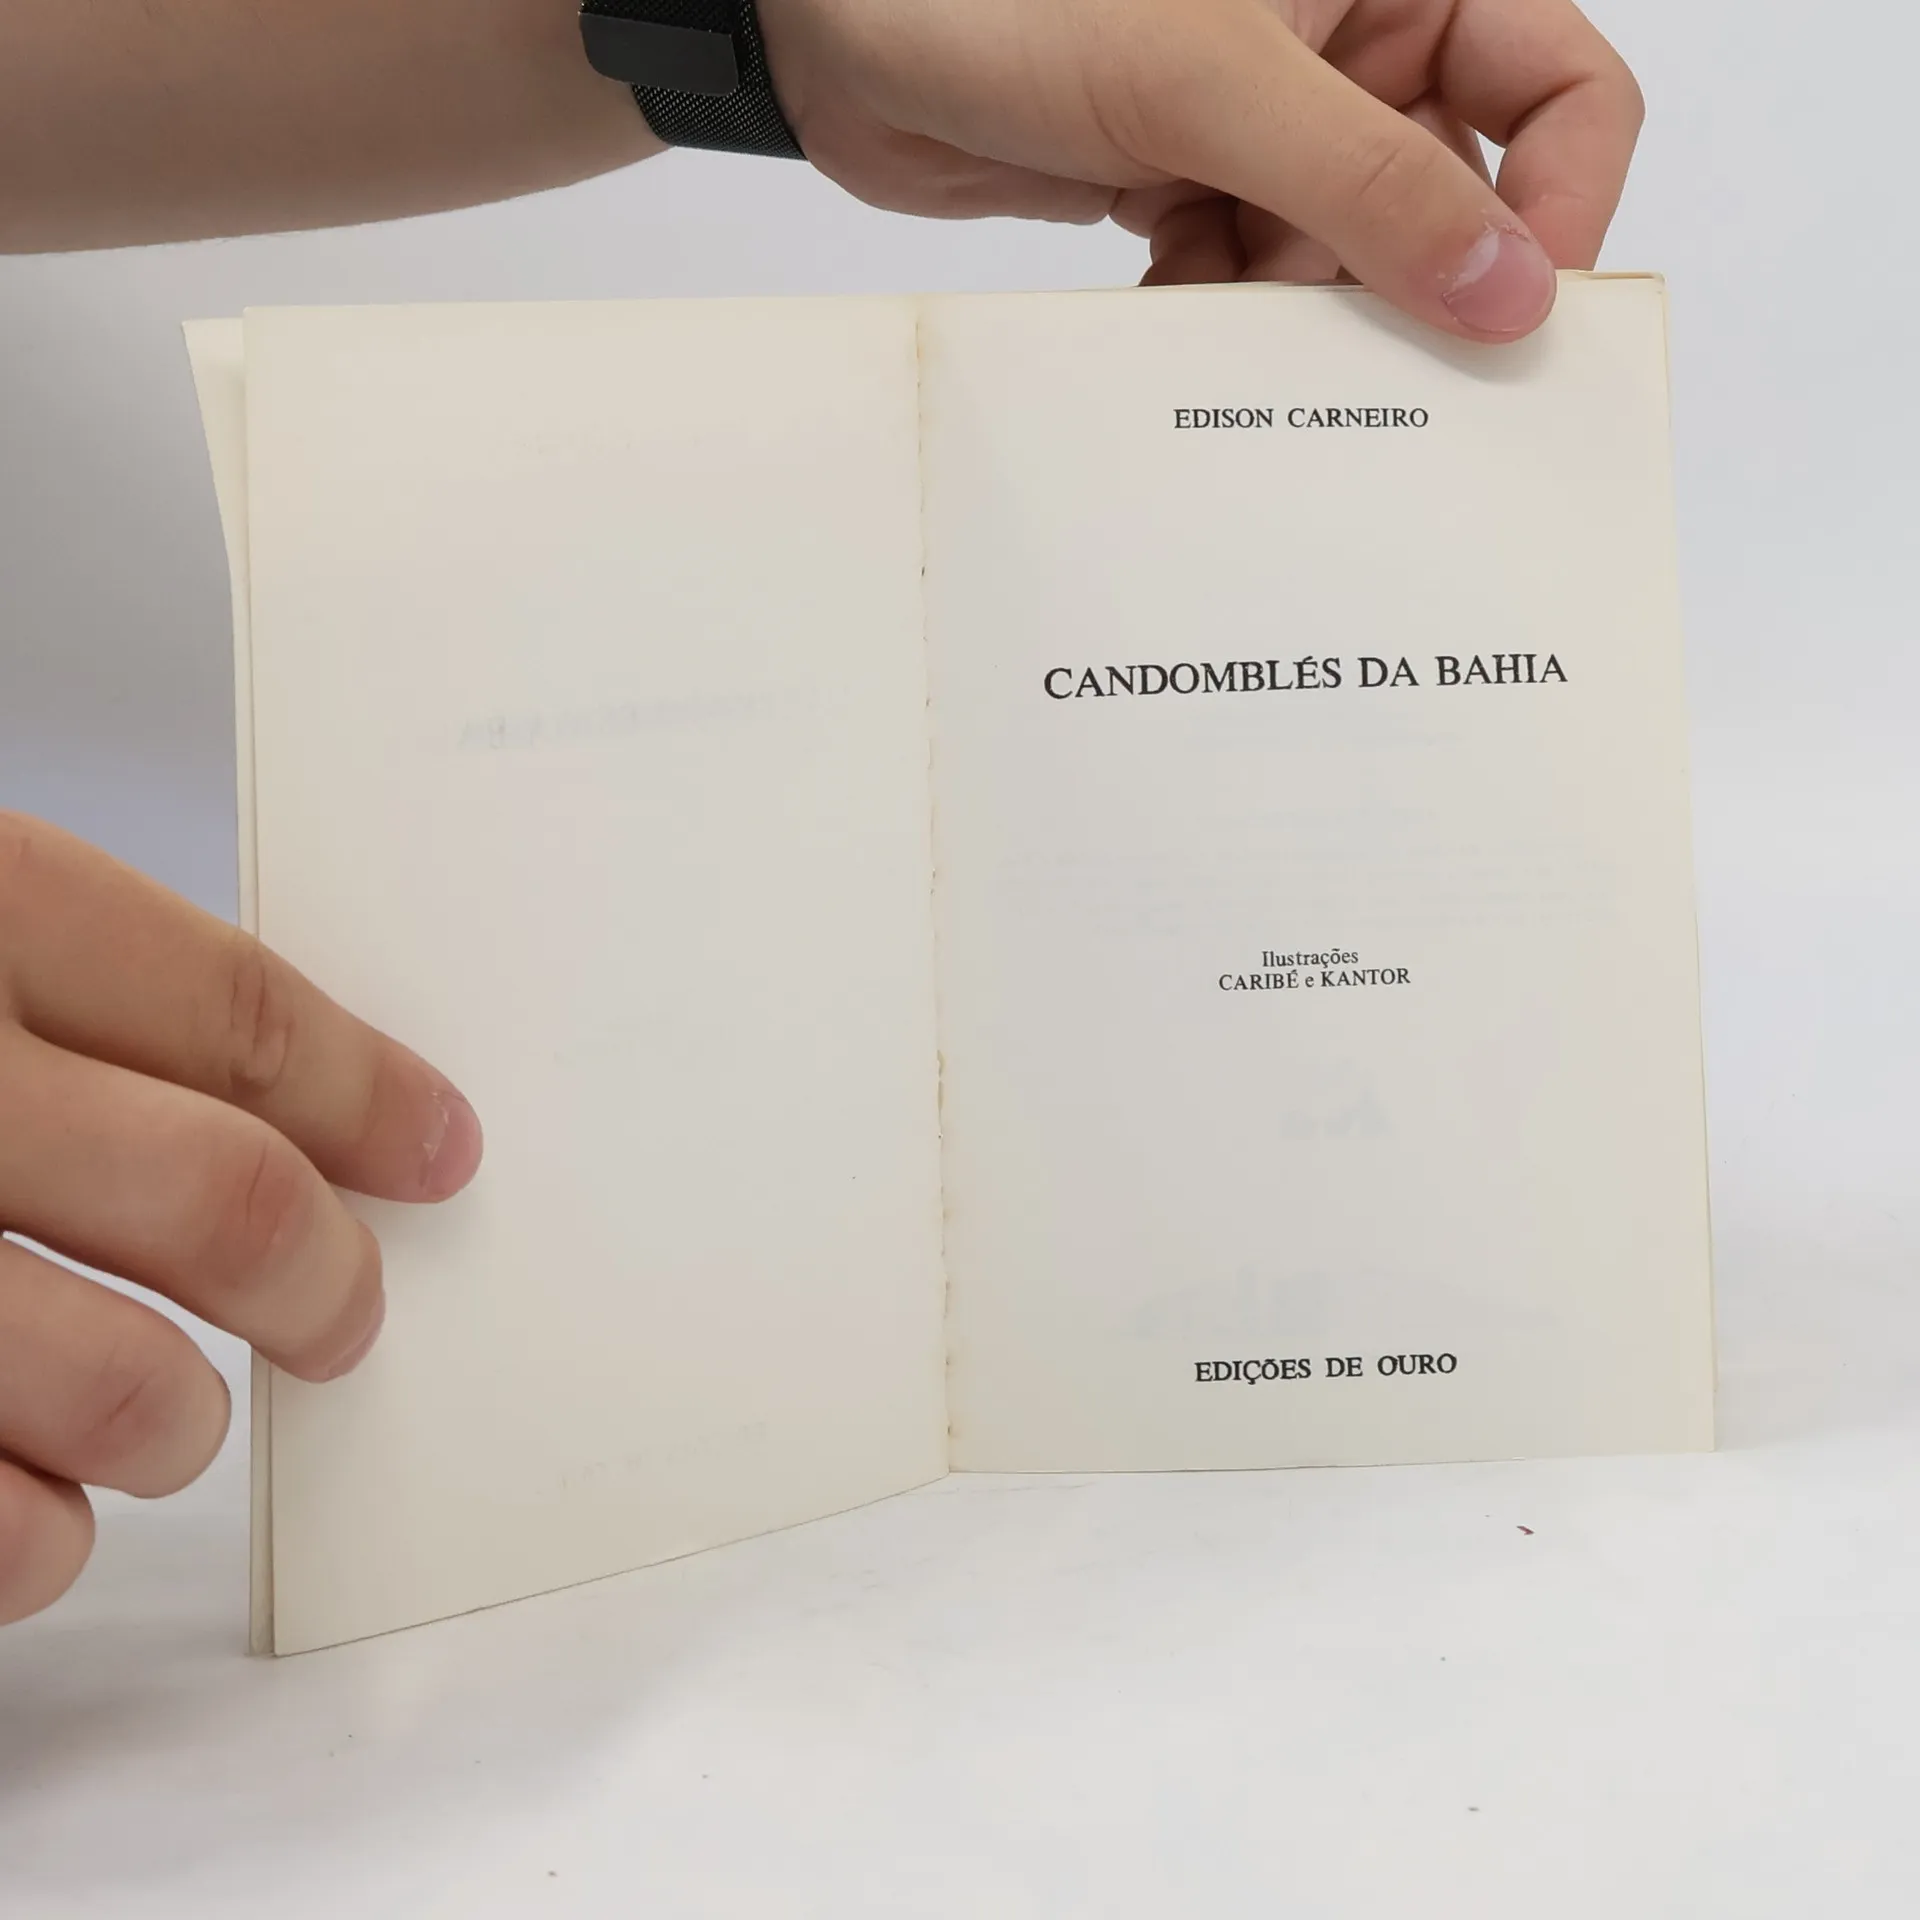 EDISON CARNEIRO
CANDOMBLÉS DA BAHIA
Ilustrações
CARIBÉ e KANTOR
EDIÇÕES DE OURO